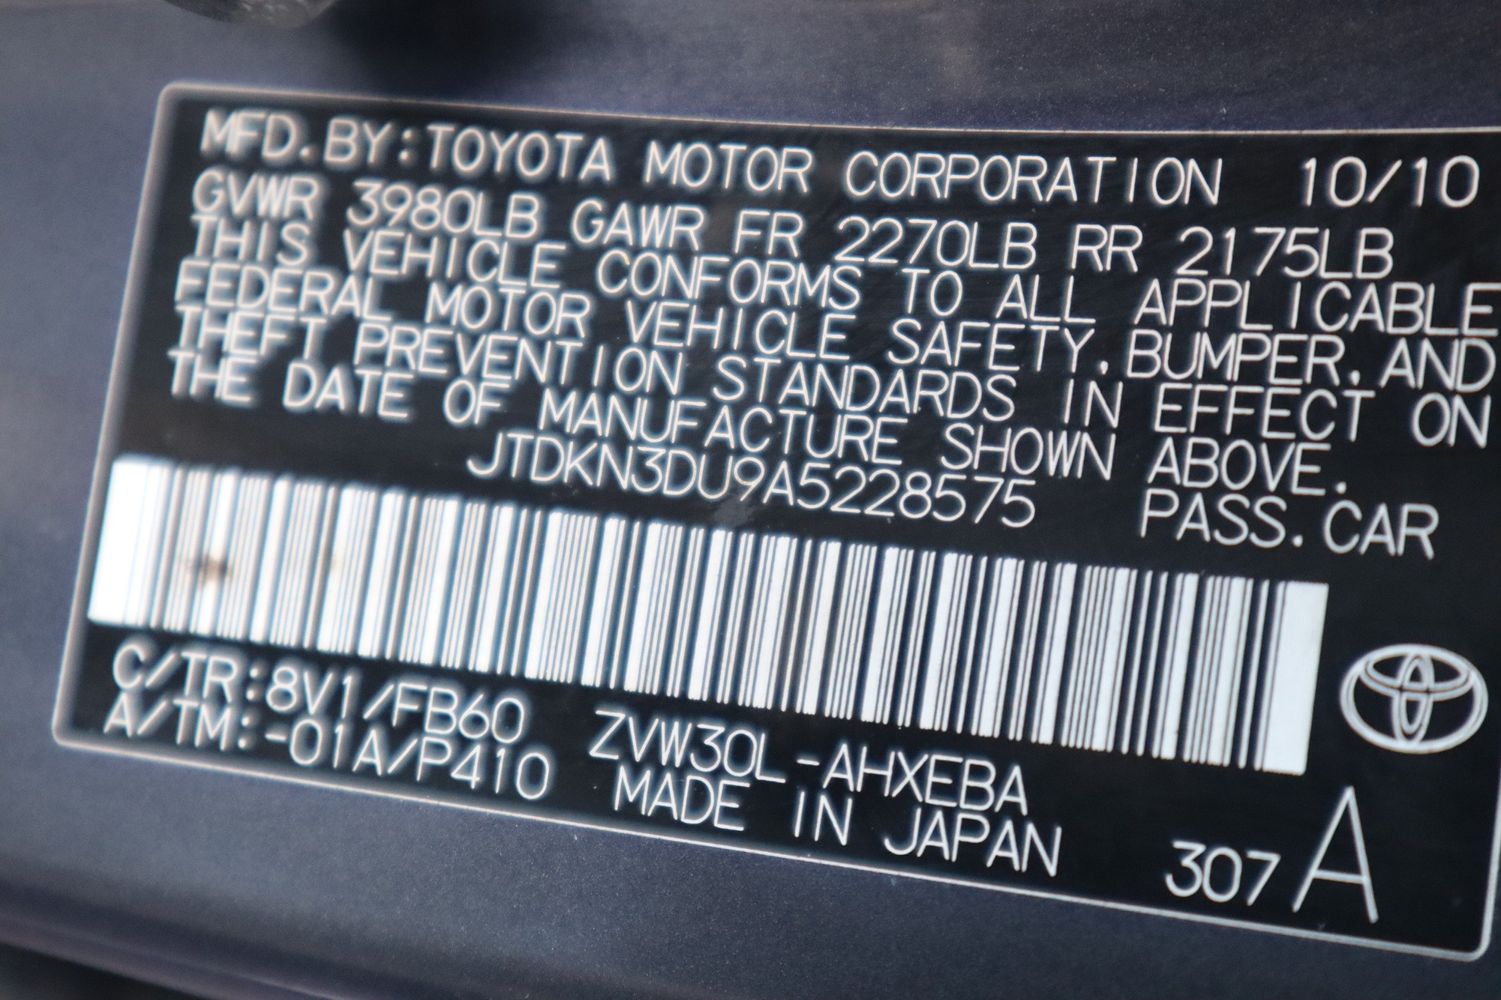 MFD.BY:TOYOTA MOTOR CORPORATION 10/10
GVWR 3980LB GAWR FR 2270LB RR 2175LB
THIS VEHICLE CONFORMS TO ALL APPLICABLE
FEDERAL MOTOR VEHICLE SAFETY,BUMPER,AND
THEFT PREVENTION STANDARDS IN EFFECT ON
THE DATE OF MANUFACTURE SHOWN ABOVE.
JTDKN3DU9A5228575 PASS.CAR
C/TR:8V1/FB60 ZVW30L-AHXEBA
A/TM:-01A/P410 MADE IN JAPAN 307 A